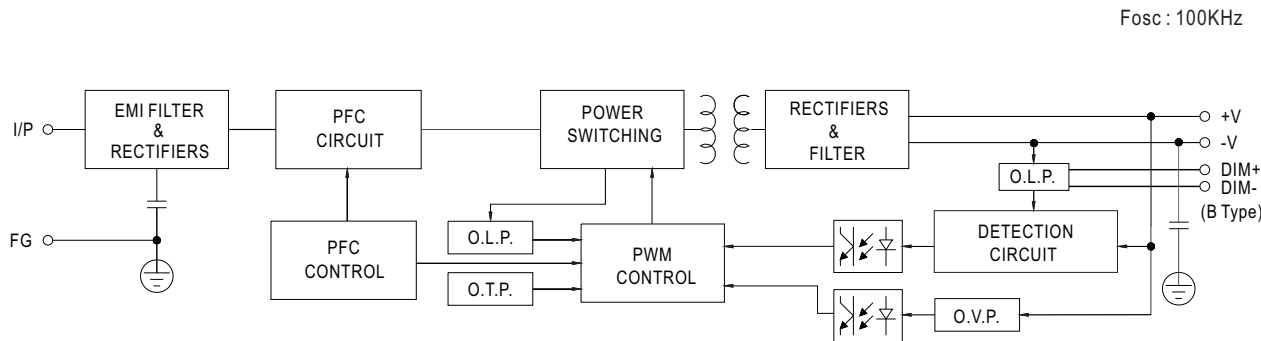 Fosc : 100KHz
I/P
EMI FILTER
&
RECTIFIERS
PFC
CIRCUIT
POWER
SWITCHING
RECTIFIERS
&
FILTER
+V
-V
DIM+
DIM-
(B Type)
O.L.P.
FG
PFC
CONTROL
O.L.P.
O.T.P.
PWM
CONTROL
DETECTION
CIRCUIT
O.V.P.